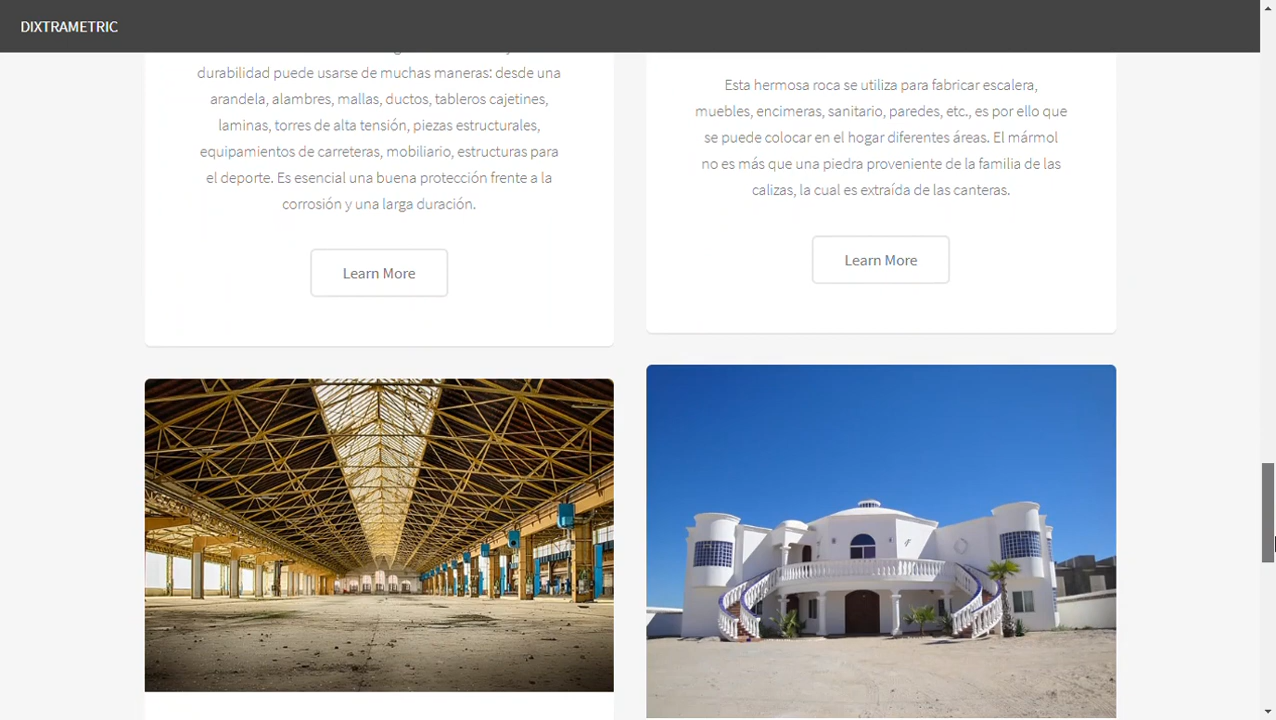 DIXTRAMETRIC
durabilidad puede usarse de muchas maneras: desde una
arandela, alambres, mallas, ductos, tableros cajetines,
laminas, torres de alta tensión, piezas estructurales,
equipamientos de carreteras, mobiliario, estructuras para
el deporte. Es esencial una buena protección frente a la
corrosión y una larga duración.
Learn More
Esta hermosa roca se utiliza para fabricar escalera,
muebles, encimeras, sanitario, paredes, etc., es por ello que
se puede colocar en el hogar diferentes áreas. El mármol
no es más que una piedra proveniente de la familia de las
calizas, la cual es extraída de las canteras.
Learn More